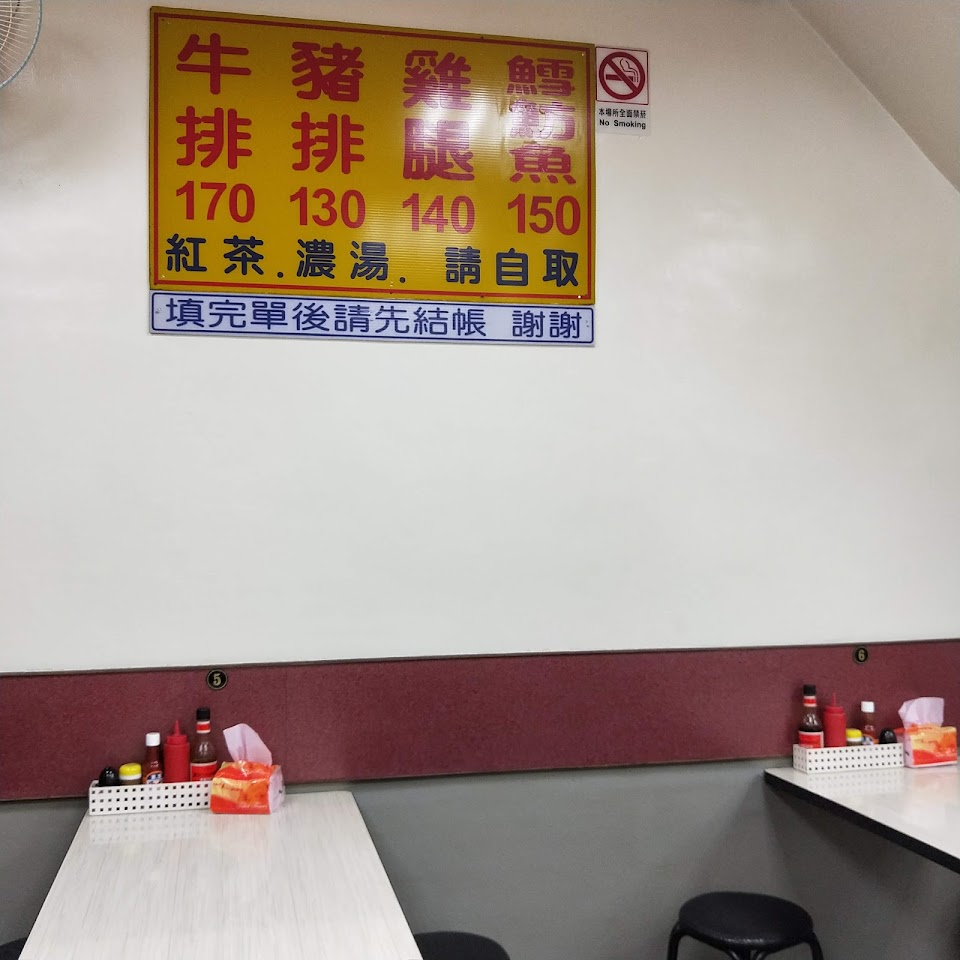 牛排 豬排 雞腿 鱈魴魚
170 130 140 150
紅茶.濃湯. 請自取
填完單後請先結帳 謝謝
本場所全面禁菸
No Smoking
5
6